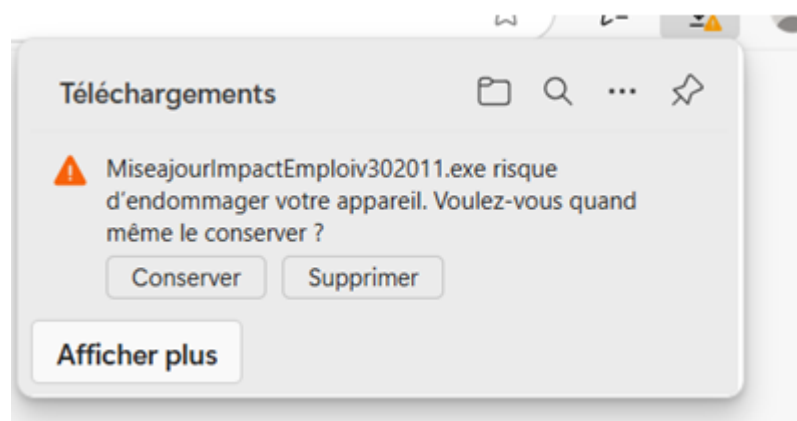 Téléchargements
MiseajourImpactEmploiv302011.exe risque
d'endommager votre appareil. Voulez-vous quand
même le conserver ?
Conserver Supprimer
Afficher plus